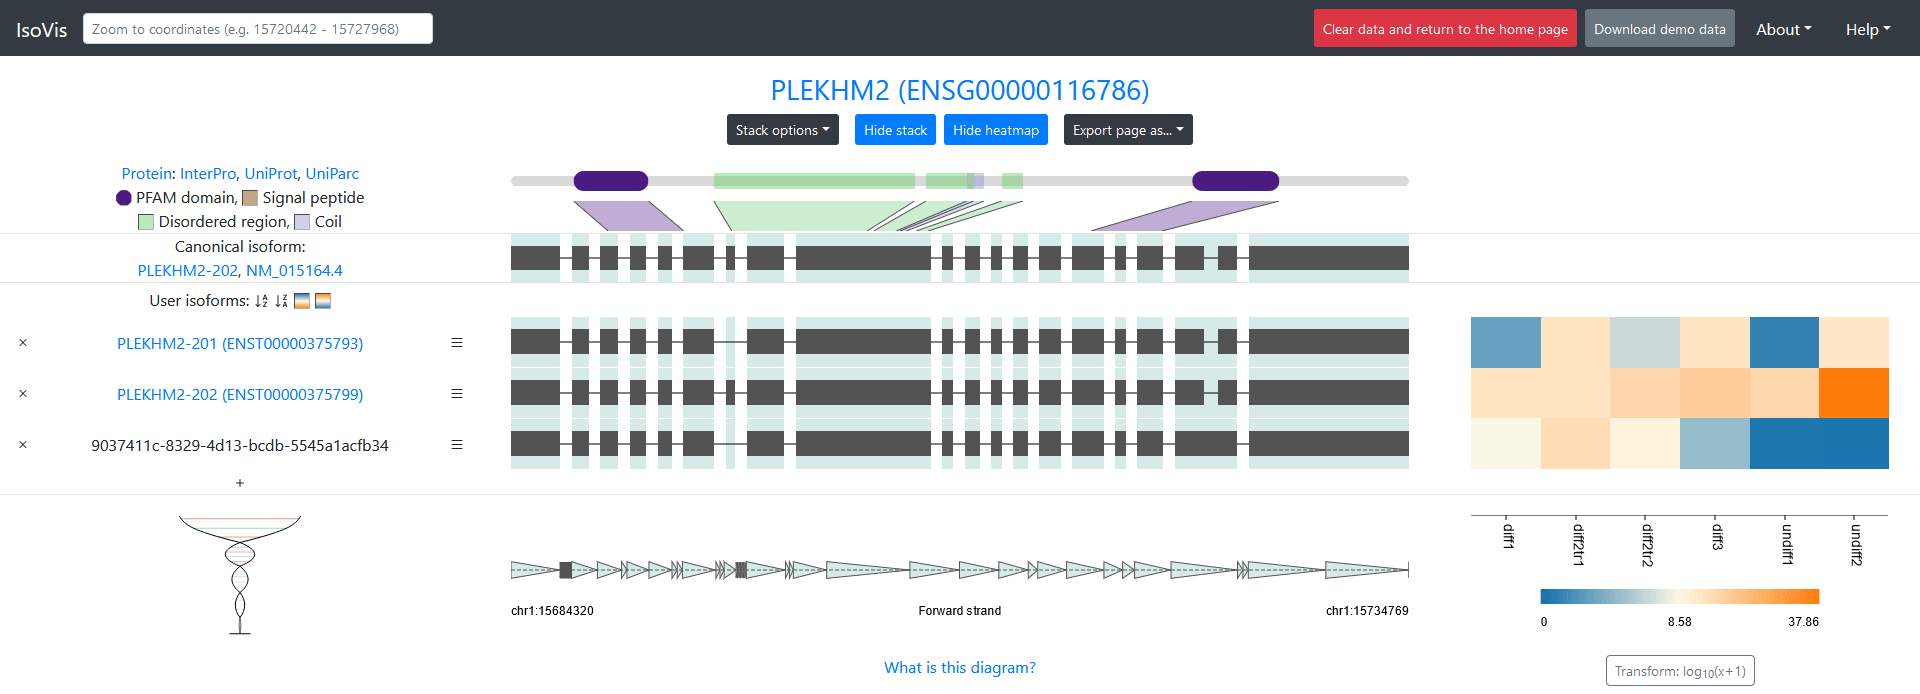 IsoVis
Zoom to coordinates (e.g. 15720442 - 15727968)
Clear data and return to the home page
Download demo data
About
Help
PLEKHM2 (ENSG00000116786)
Stack options
Hide stack
Hide heatmap
Export page as...
Protein: InterPro, UniProt, UniParc
PFAM domain, Signal peptide
Disordered region, Coil
Canonical isoform:
PLEKHM2-202, NM_015164.4
User isoforms:
× PLEKHM2-201 (ENST00000375793)
× PLEKHM2-202 (ENST00000375799)
× 9037411c-8329-4d13-bcdb-5545a1acfb34
+
diff1
diff2tr1
diff2tr2
diff3
undiff1
undiff2
chr1:15684320
Forward strand
chr1:15734769
0
8.58
37.86
What is this diagram?
Transform: log₁₀(x+1)